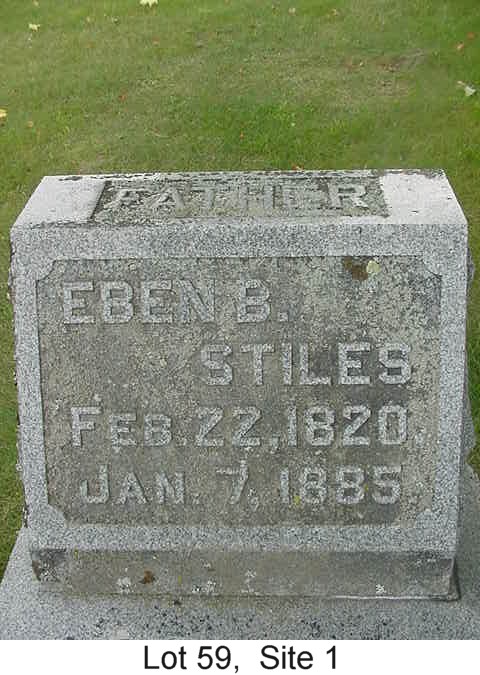 FATHER
EBEN B.
STILES
FEB. 22, 1820.
JAN. 7, 1885.
Lot 59, Site 1